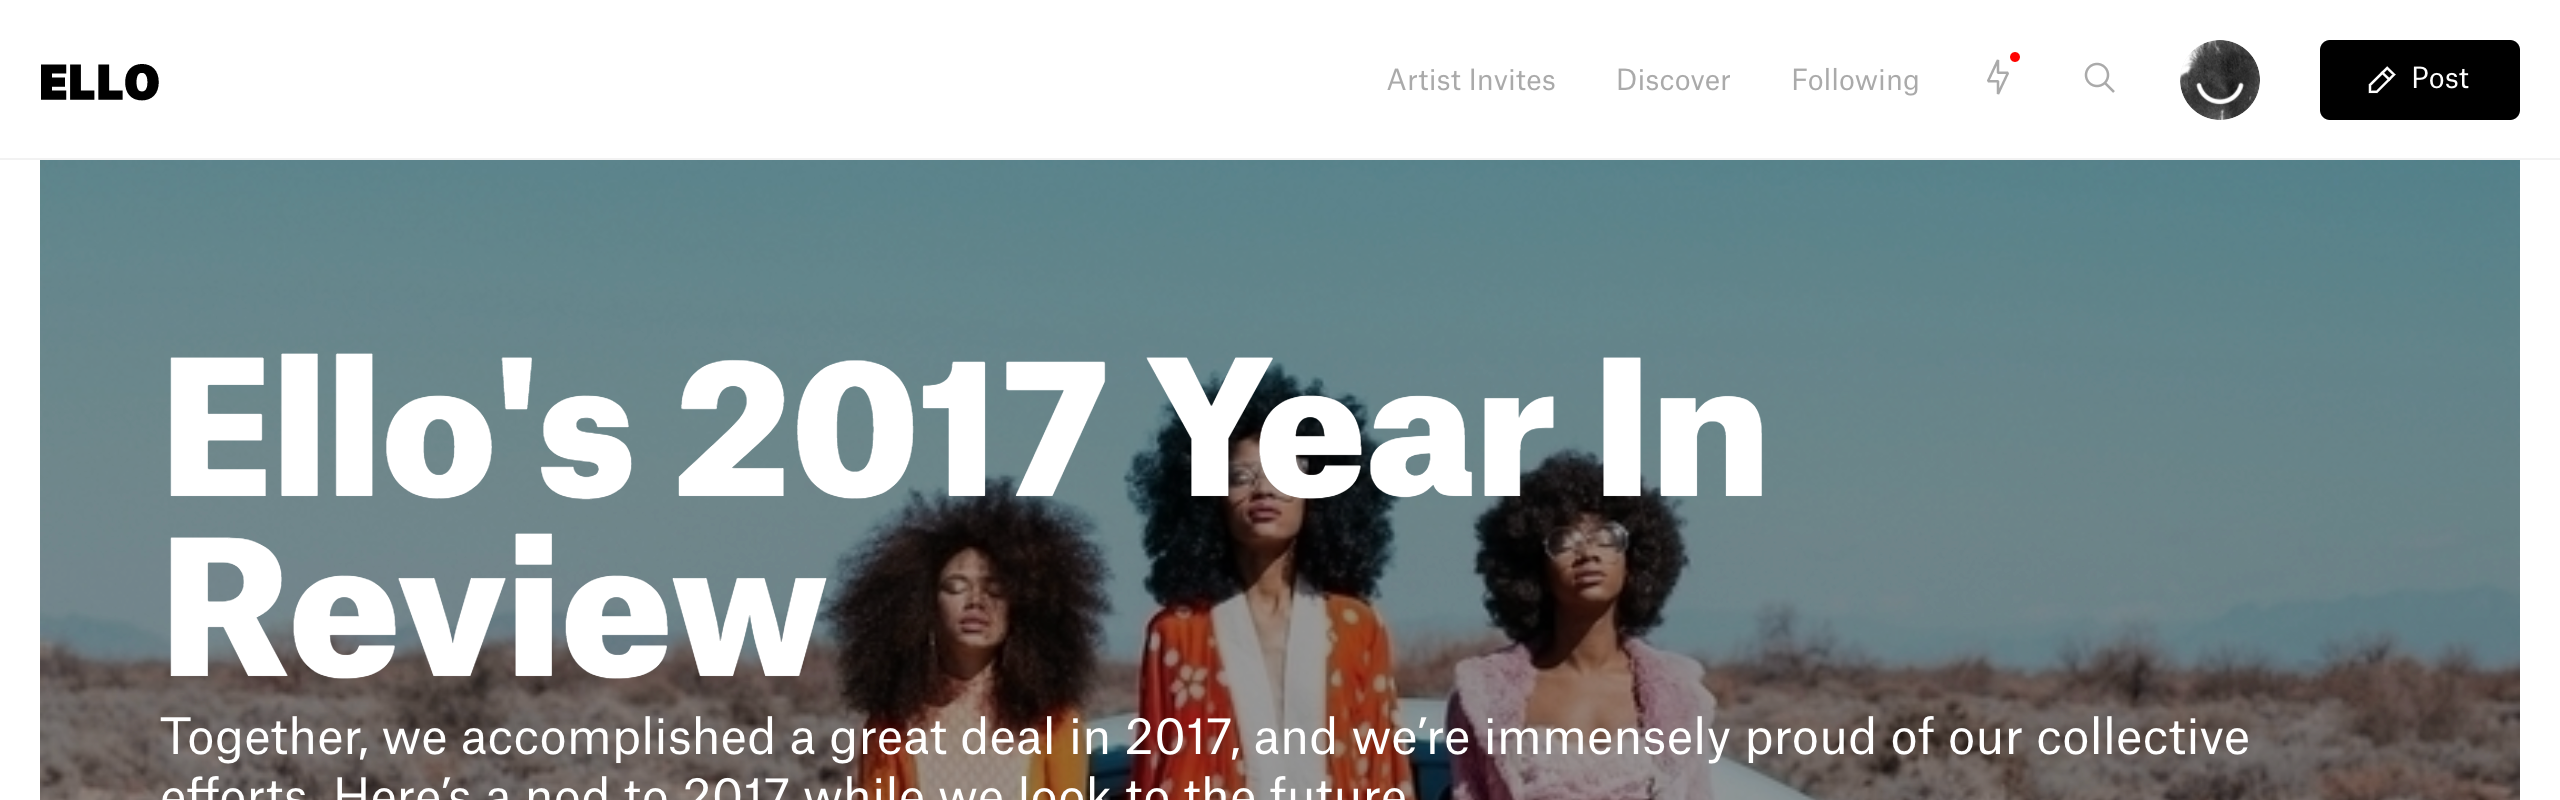 ELLO
Artist Invites Discover Following Post
Ello's 2017 Year In
Review
Together, we accomplished a great deal in 2017, and we’re immensely proud of our collective
efforts. Here’s a nod to 2017 while we look to the future.